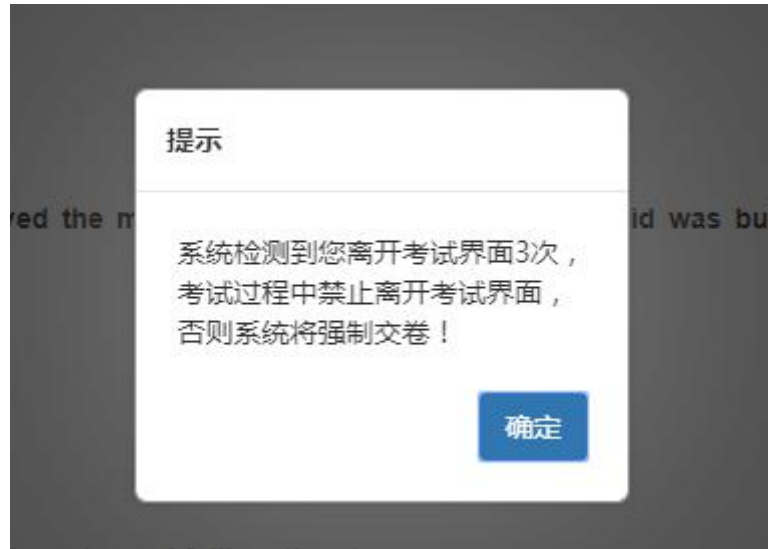 提示
ved the m
id was bu
系统检测到您离开考试界面3次，
考试过程中禁止离开考试界面，
否则系统将强制交卷！
确定